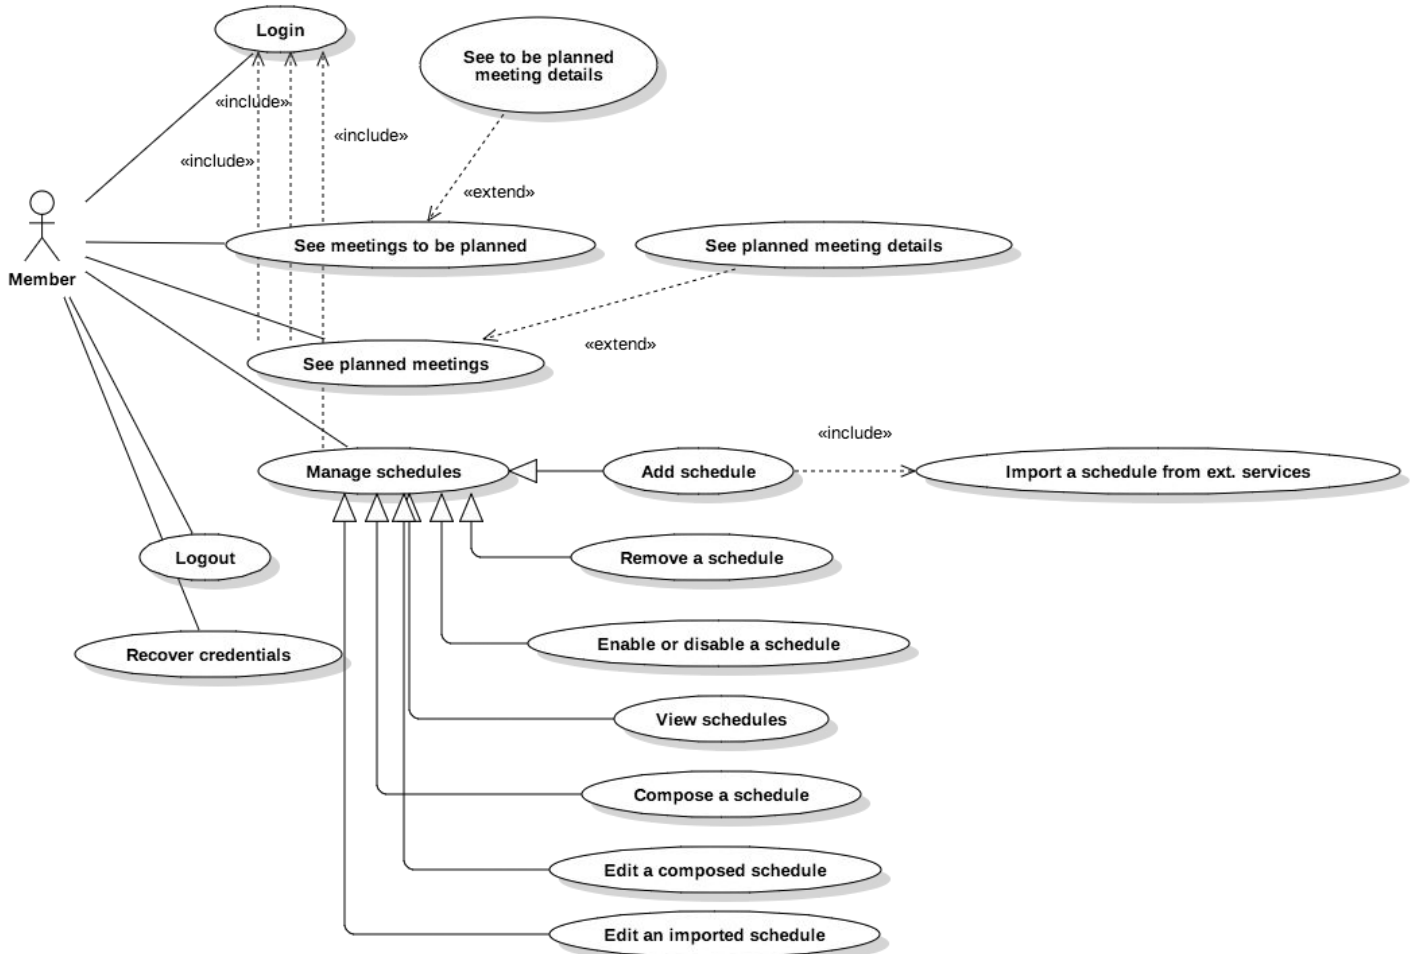 Login
See to be planned
meeting details
«include»
«include»
«include»
«extend»
Member
See meetings to be planned
See planned meeting details
«extend»
See planned meetings
«include»
Manage schedules
Add schedule
Import a schedule from ext. services
Logout
Remove a schedule
Enable or disable a schedule
Recover credentials
View schedules
Compose a schedule
Edit a composed schedule
Edit an imported schedule